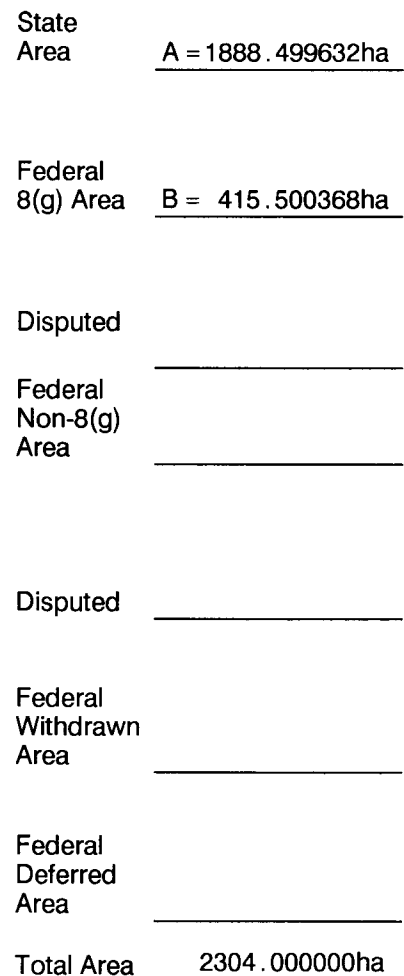 State
Area A = 1888.499632ha
Federal
8(g) Area B = 415.500368ha
Disputed
Federal
Non-8(g)
Area
Disputed
Federal
Withdrawn
Area
Federal
Deferred
Area
Total Area 2304.000000ha